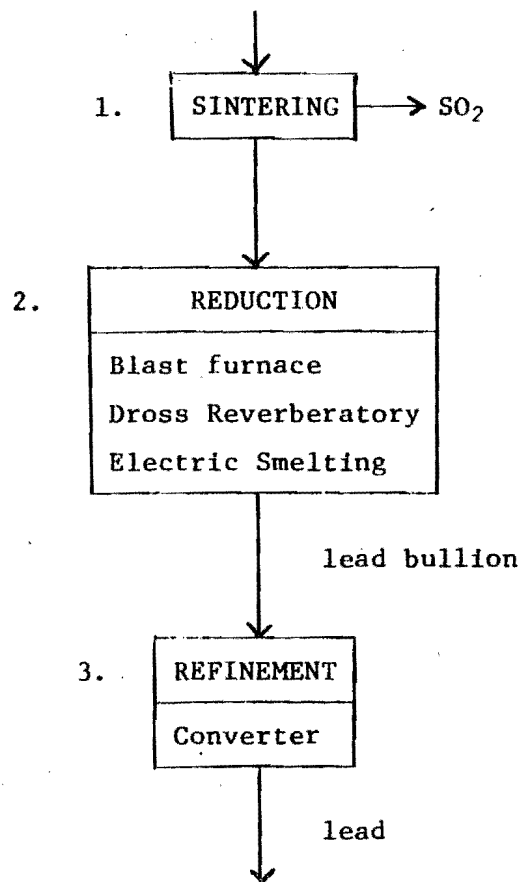 1. SINTERING SO₂
2. REDUCTION
Blast furnace
Dross Reverberatory
Electric Smelting
lead bullion
3. REFINEMENT
Converter
lead